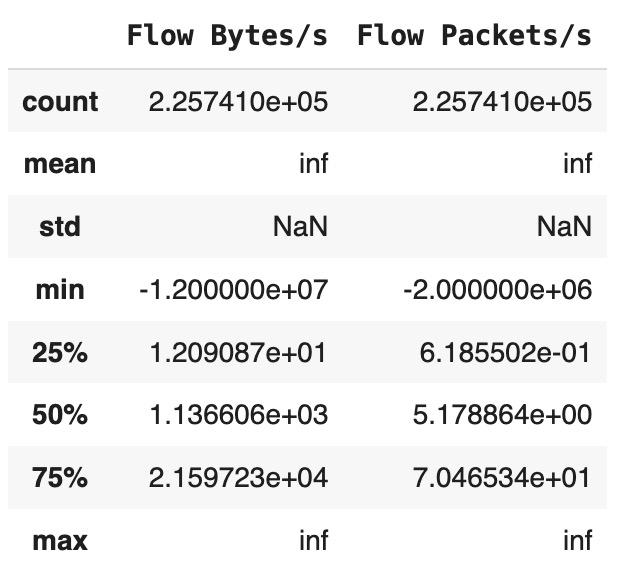 Flow Bytes/s Flow Packets/s
count 2.257410e+05 2.257410e+05
mean inf inf
std NaN NaN
min -1.200000e+07 -2.000000e+06
25% 1.209087e+01 6.185502e-01
50% 1.136606e+03 5.178864e+00
75% 2.159723e+04 7.046534e+01
max inf inf